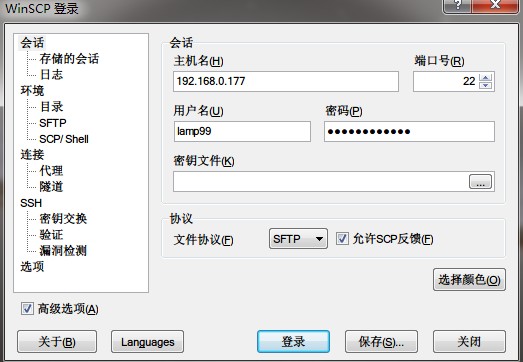 WinSCP 登录
会话
存储的会话
日志
环境
目录
SFTP
SCP/ Shell
连接
代理
隧道
SSH
密钥交换
验证
漏洞检测
选项
会话
主机名(H)
端口号(R)
192.168.0.177
22
用户名(U)
密码(P)
lamp99
●●●●●●●●●●●●
密钥文件(K)
...
协议
文件协议(F)
SFTP
允许SCP反馈(F)
选择颜色(O)
高级选项(A)
关于(B)
Languages
登录
保存(S)...
关闭